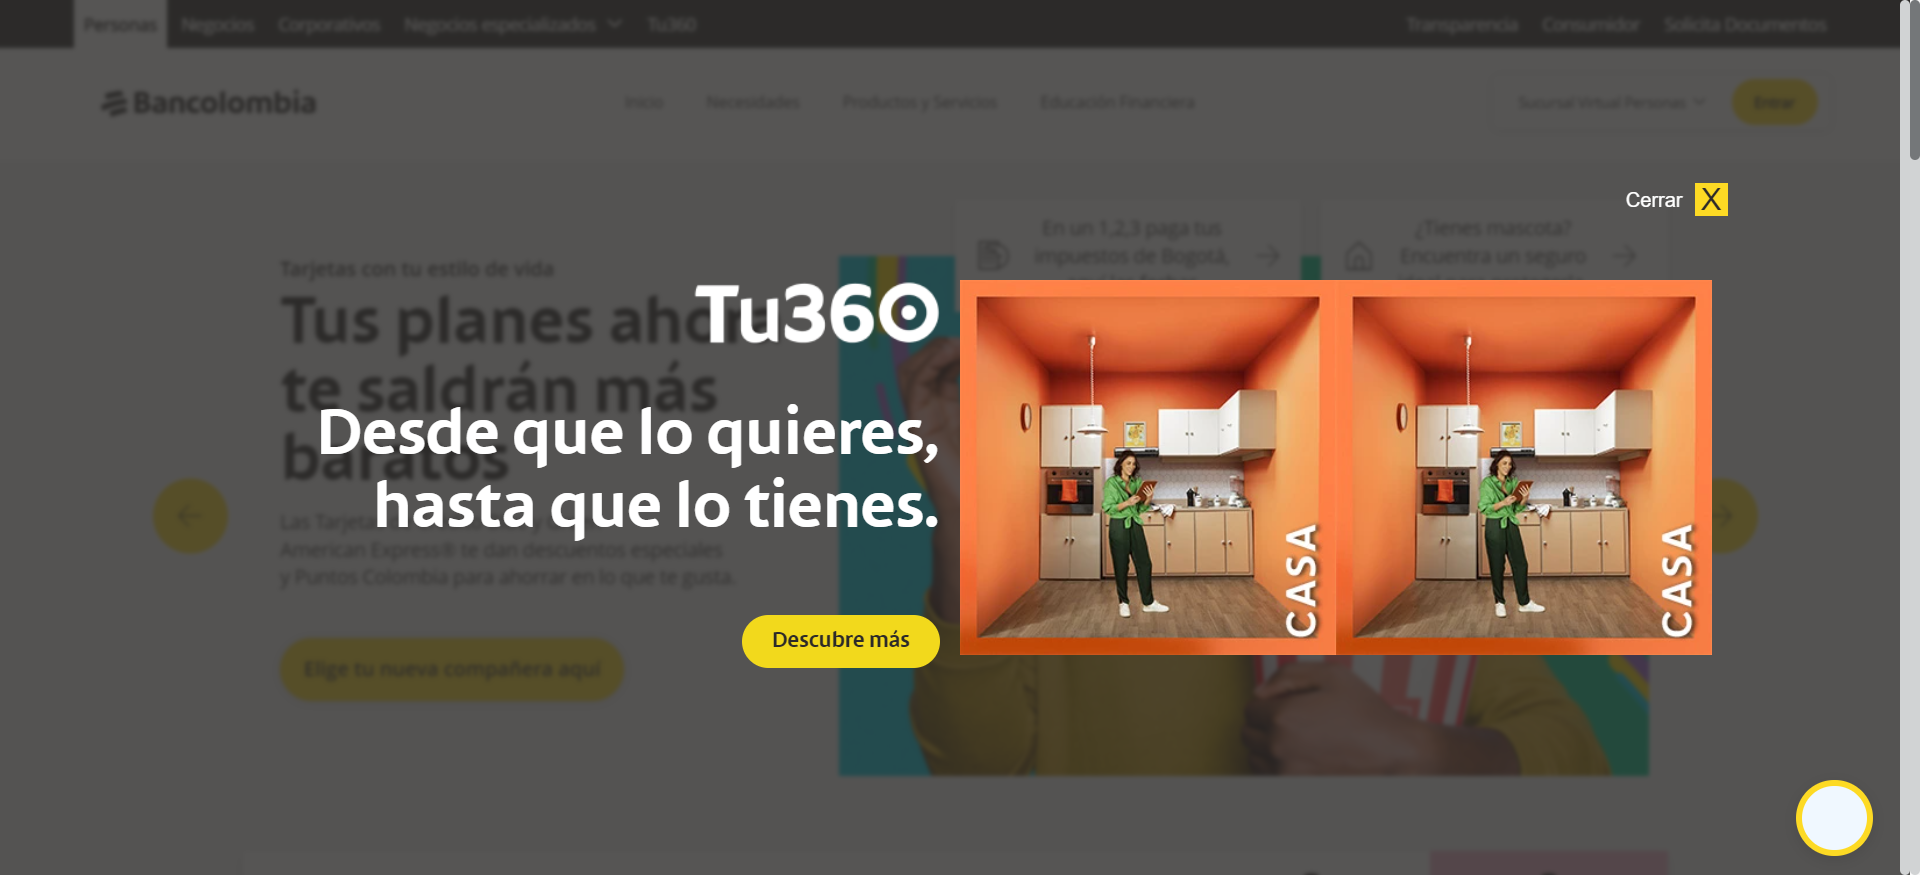 Personas Negocios Corporativos Negocios especializados Tu360 Transparencia Consumidor Solicita Documentos
Bancolombia Inicio Necesidades Productos y Servicios Educación Financiera Sucursal Virtual Personas Entrar
Cerrar X
En un 1,2,3 paga tus
impuestos de Bogotá,
¿Tienes mascota?
Encuentra un seguro
Tarjetas con tu estilo de vida
Tus planes ahora
te saldrán más
baratos
Las Tarjetas
American Express® te dan descuentos especiales
y Puntos Colombia para ahorrar en lo que te gusta.
Elige tu nueva compañera aquí
Tu360
Desde que lo quieres,
hasta que lo tienes.
Descubre más
CASA
CASA